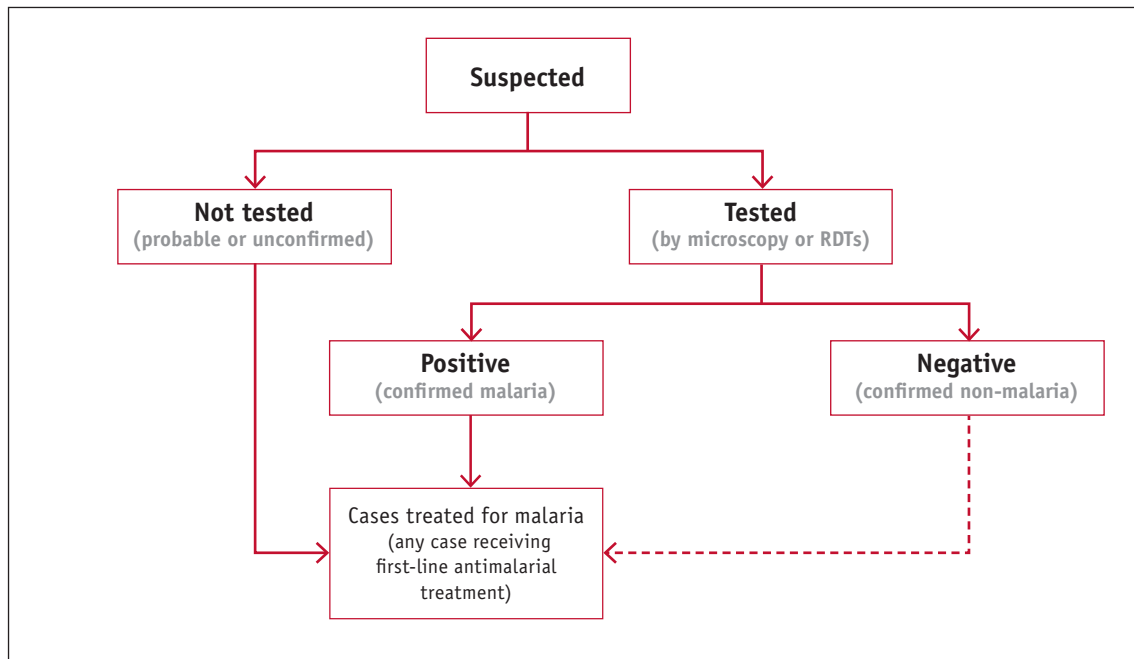 Suspected
Not tested
(probable or unconfirmed)
Tested
(by microscopy or RDTs)
Positive
(confirmed malaria)
Negative
(confirmed non-malaria)
Cases treated for malaria
(any case receiving
first-line antimalarial
treatment)